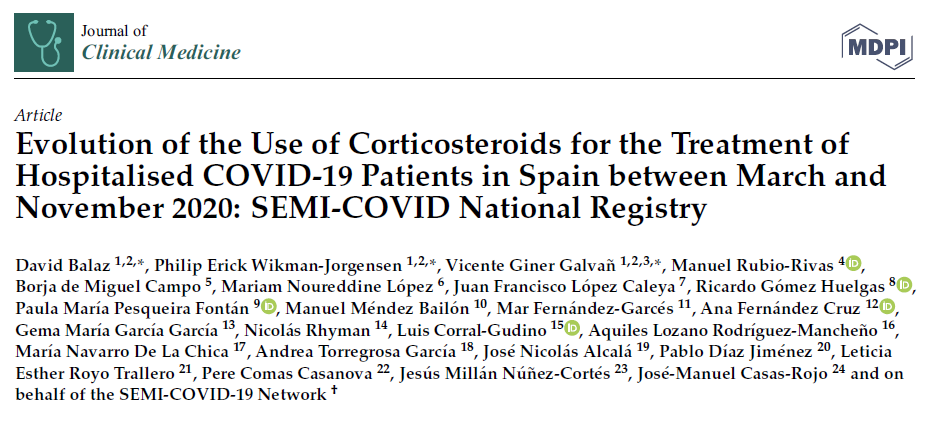 Journal of
Clinical Medicine
MDPI
Article
Evolution of the Use of Corticosteroids for the Treatment of
Hospitalised COVID-19 Patients in Spain between March and
November 2020: SEMI-COVID National Registry
David Balaz 1,2,*, Philip Erick Wikman-Jorgensen 1,2,*, Vicente Giner Galvañ 1,2,3,*, Manuel Rubio-Rivas 4 iD,
Borja de Miguel Campo 5, Mariam Noureddine López 6, Juan Francisco López Caleya 7, Ricardo Gómez Huelgas 8 iD,
Paula María Pesqueira Fontán 9 iD, Manuel Méndez Bailón 10, Mar Fernández-Garcés 11, Ana Fernández Cruz 12 iD,
Gema María García García 13, Nicolás Rhyman 14, Luis Corral-Gudino 15 iD, Aquiles Lozano Rodríguez-Mancheño 16,
María Navarro De La Chica 17, Andrea Torregrosa García 18, José Nicolás Alcalá 19, Pablo Díaz Jiménez 20, Leticia
Esther Royo Trallero 21, Pere Comas Casanova 22, Jesús Millán Núñez-Cortés 23, José-Manuel Casas-Rojo 24 and on
behalf of the SEMI-COVID-19 Network †